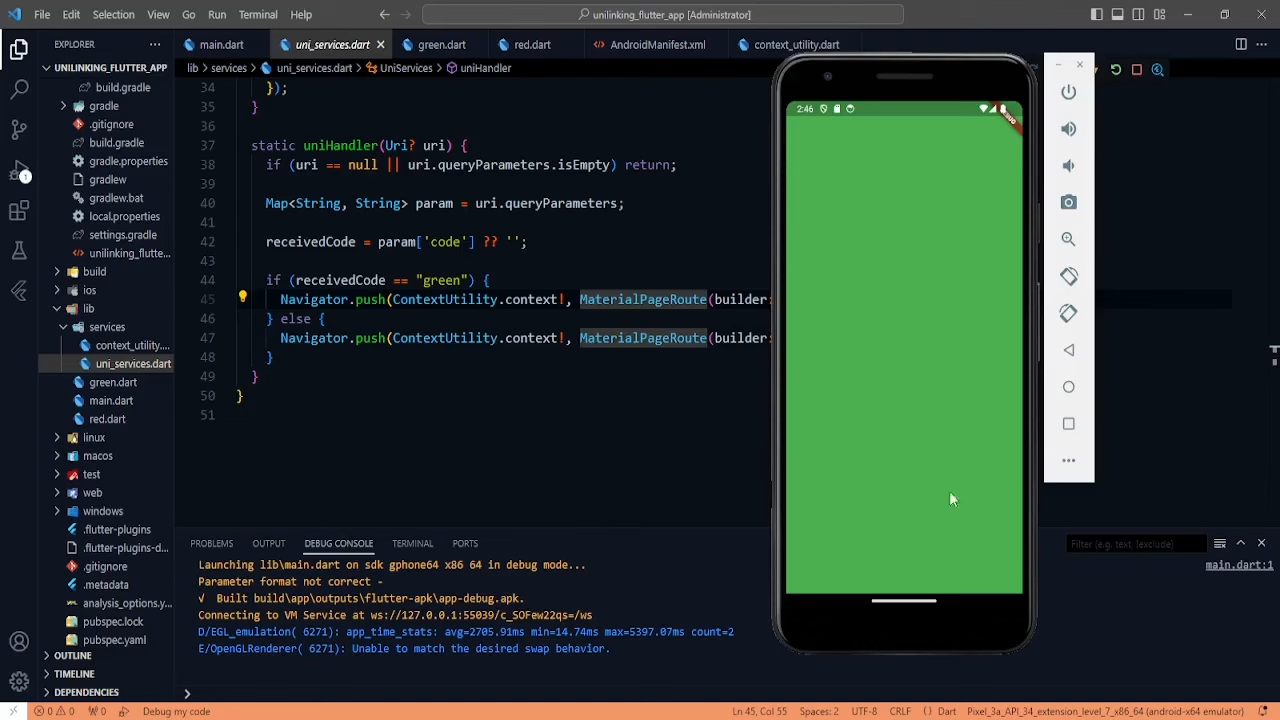 File Edit Selection View Go Run Terminal Help
unilinking_flutter_app [Administrator]
EXPLORER
UNILINKING_FLUTTER_APP
build.gradle
gradle
.gitignore
build.gradle
gradle.properties
gradlew
gradlew.bat
local.properties
settings.gradle
unilinking_flutte...
build
ios
lib
services
context_utility....
uni_services.dart
green.dart
main.dart
red.dart
linux
macos
test
web
windows
.flutter-plugins
.flutter-plugins-d...
.gitignore
.metadata
analysis_options.y...
pubspec.lock
pubspec.yaml
OUTLINE
TIMELINE
DEPENDENCIES
1
main.dart uni_services.dart green.dart red.dart AndroidManifest.xml context_utility.dart
lib > services > uni_services.dart > UniServices > uniHandler
34 });
35 }
36
37 static uniHandler(Uri? uri) {
38 if (uri == null || uri.queryParameters.isEmpty) return;
39
40 Map<String, String> param = uri.queryParameters;
41
42 receivedCode = param['code'] ?? '';
43
44 if (receivedCode == "green") {
45 Navigator.push(ContextUtility.context!, MaterialPageRoute(builder:
46 } else {
47 Navigator.push(ContextUtility.context!, MaterialPageRoute(builder:
48 }
49 }
50 }
51
2:46
PROBLEMS OUTPUT DEBUG CONSOLE TERMINAL PORTS
Filter (e.g. text, !exclude)
main.dart:1
Launching lib\main.dart on sdk gphone64 x86 64 in debug mode...
Parameter format not correct -
√ Built build\app\outputs\flutter-apk\app-debug.apk.
Connecting to VM Service at ws://127.0.0.1:55039/c_SOFew22qs=/ws
D/EGL_emulation( 6271): app_time_stats: avg=2705.91ms min=14.74ms max=5397.07ms count=2
E/OpenGLRenderer( 6271): Unable to match the desired swap behavior.
0 0 0 Debug my code
Ln 45, Col 55 Spaces: 2 UTF-8 CRLF { } Dart Pixel_3a_API_34_extension_level_7_x86_64 (android-x64 emulator)